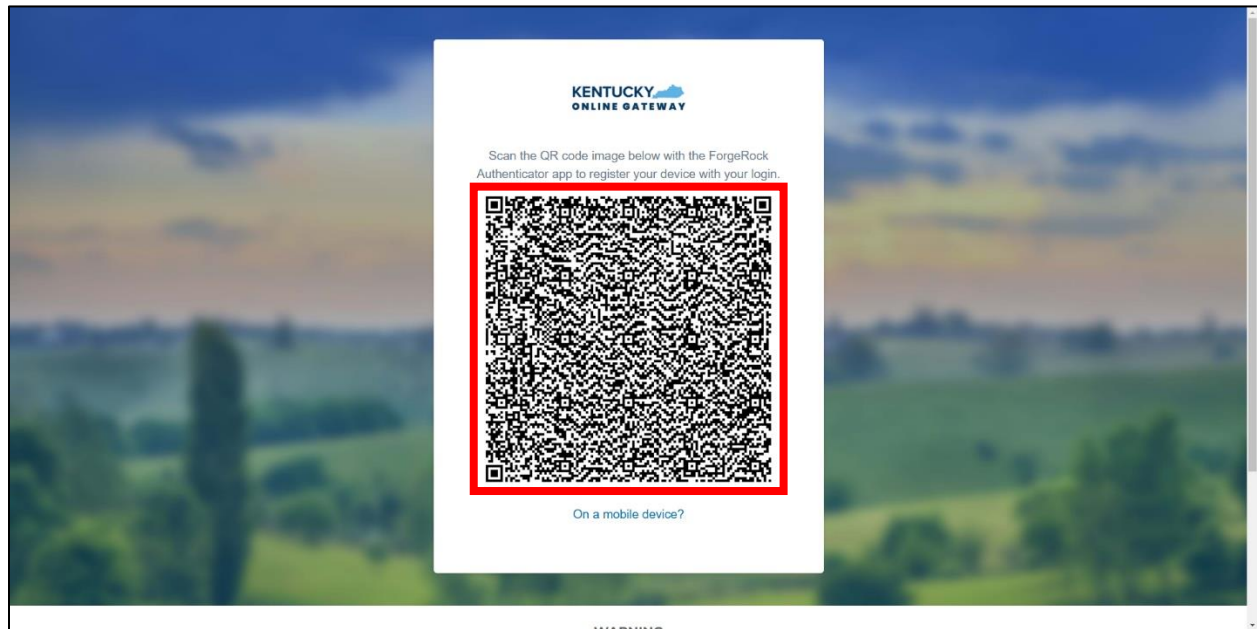 KENTUCKY
ONLINE GATEWAY
Scan the QR code image below with the ForgeRock
Authenticator app to register your device with your login.
On a mobile device?